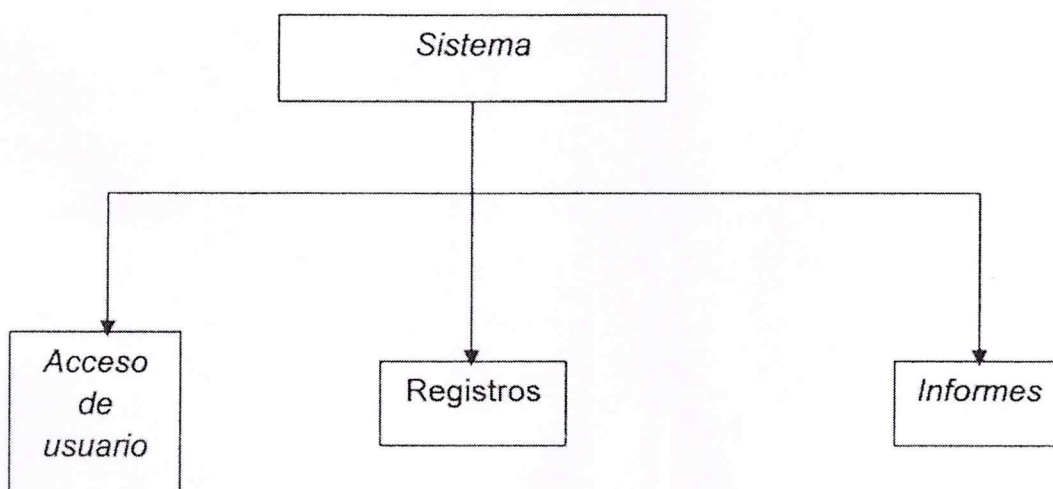 Sistema
Acceso
de
usuario
Registros
Informes